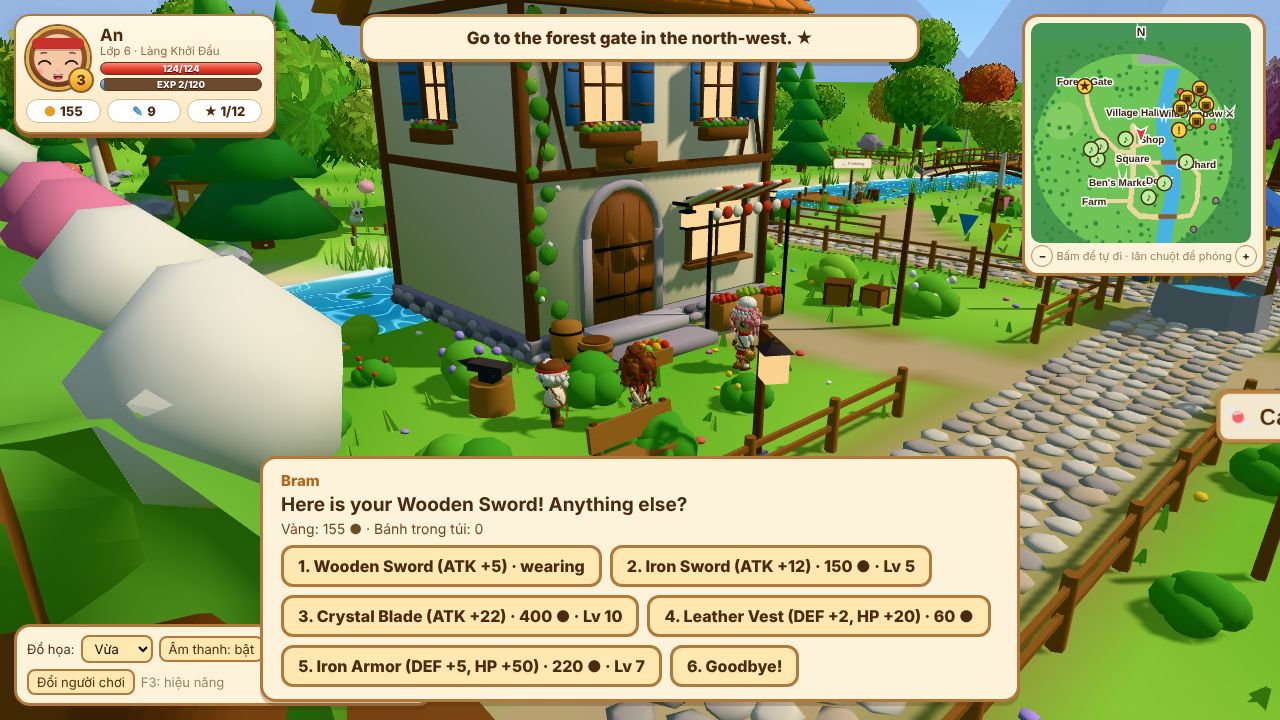 An
Lớp 6 · Làng Khởi Đầu
124/124
EXP 2/120
3
155
9
★ 1/12
Go to the forest gate in the north-west. ★
N
Gate
Village Hall
Shop
Square
Ben's Market
Farm
− Bấm để tự đi · lăn chuột để phóng +
Ca
Bram
Here is your Wooden Sword! Anything else?
Vàng: 155 ● · Bánh trong túi: 0
1. Wooden Sword (ATK +5) · wearing
2. Iron Sword (ATK +12) · 150 ● · Lv 5
3. Crystal Blade (ATK +22) · 400 ● · Lv 10
4. Leather Vest (DEF +2, HP +20) · 60 ●
5. Iron Armor (DEF +5, HP +50) · 220 ● · Lv 7
6. Goodbye!
Đồ họa: Vừa Âm thanh: bật
Đổi người chơi F3: hiệu năng